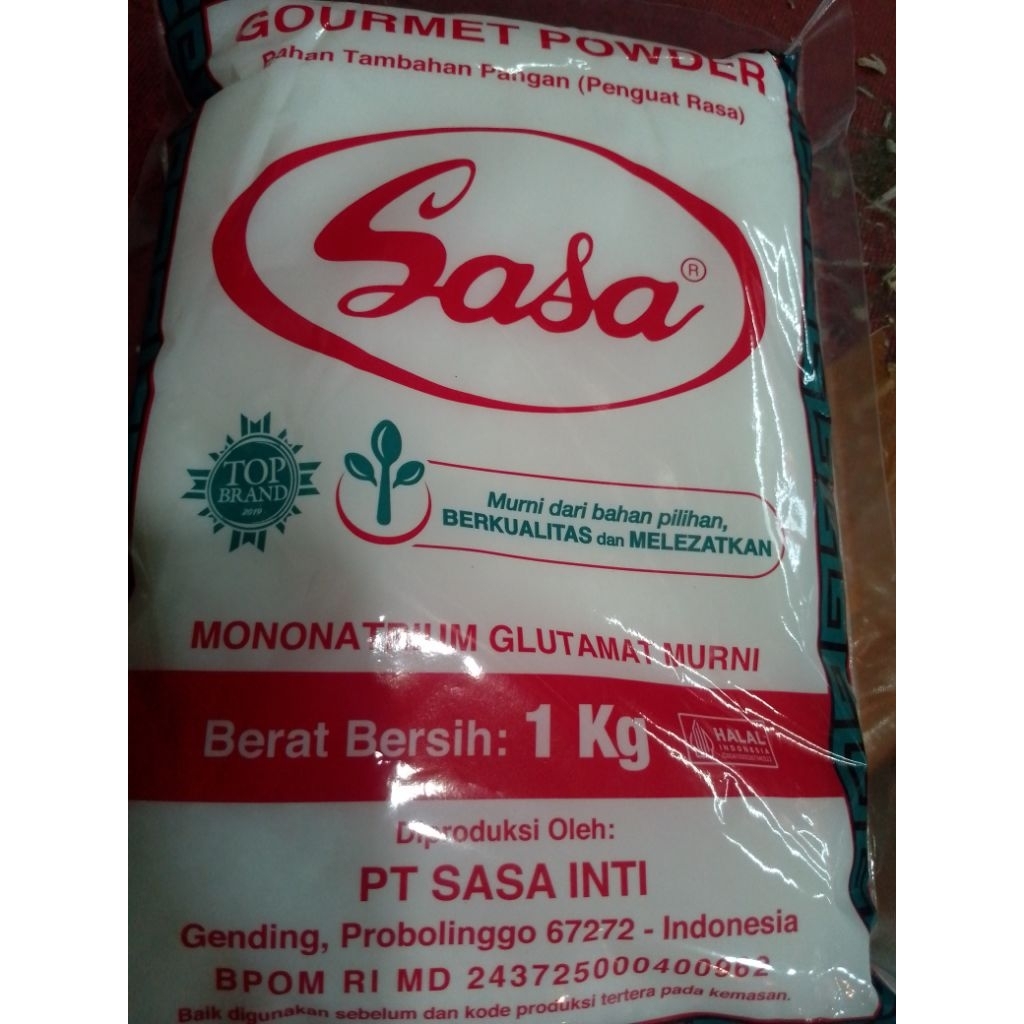 GOURMET POWDER
Bahan Tambahan Pangan (Penguat Rasa)
Sasa®
TOP
BRAND
2019
Murni dari bahan pilihan,
BERKUALITAS dan MELEZATKAN
MONONATRIUM GLUTAMAT MURNI
Berat Bersih: 1 Kg
HALAL
INDONESIA
Diproduksi Oleh:
PT SASA INTI
Gending, Probolinggo 67272 - Indonesia
BPOM RI MD 243725000400962
Baik digunakan sebelum dan kode produksi tertera pada kemasan.